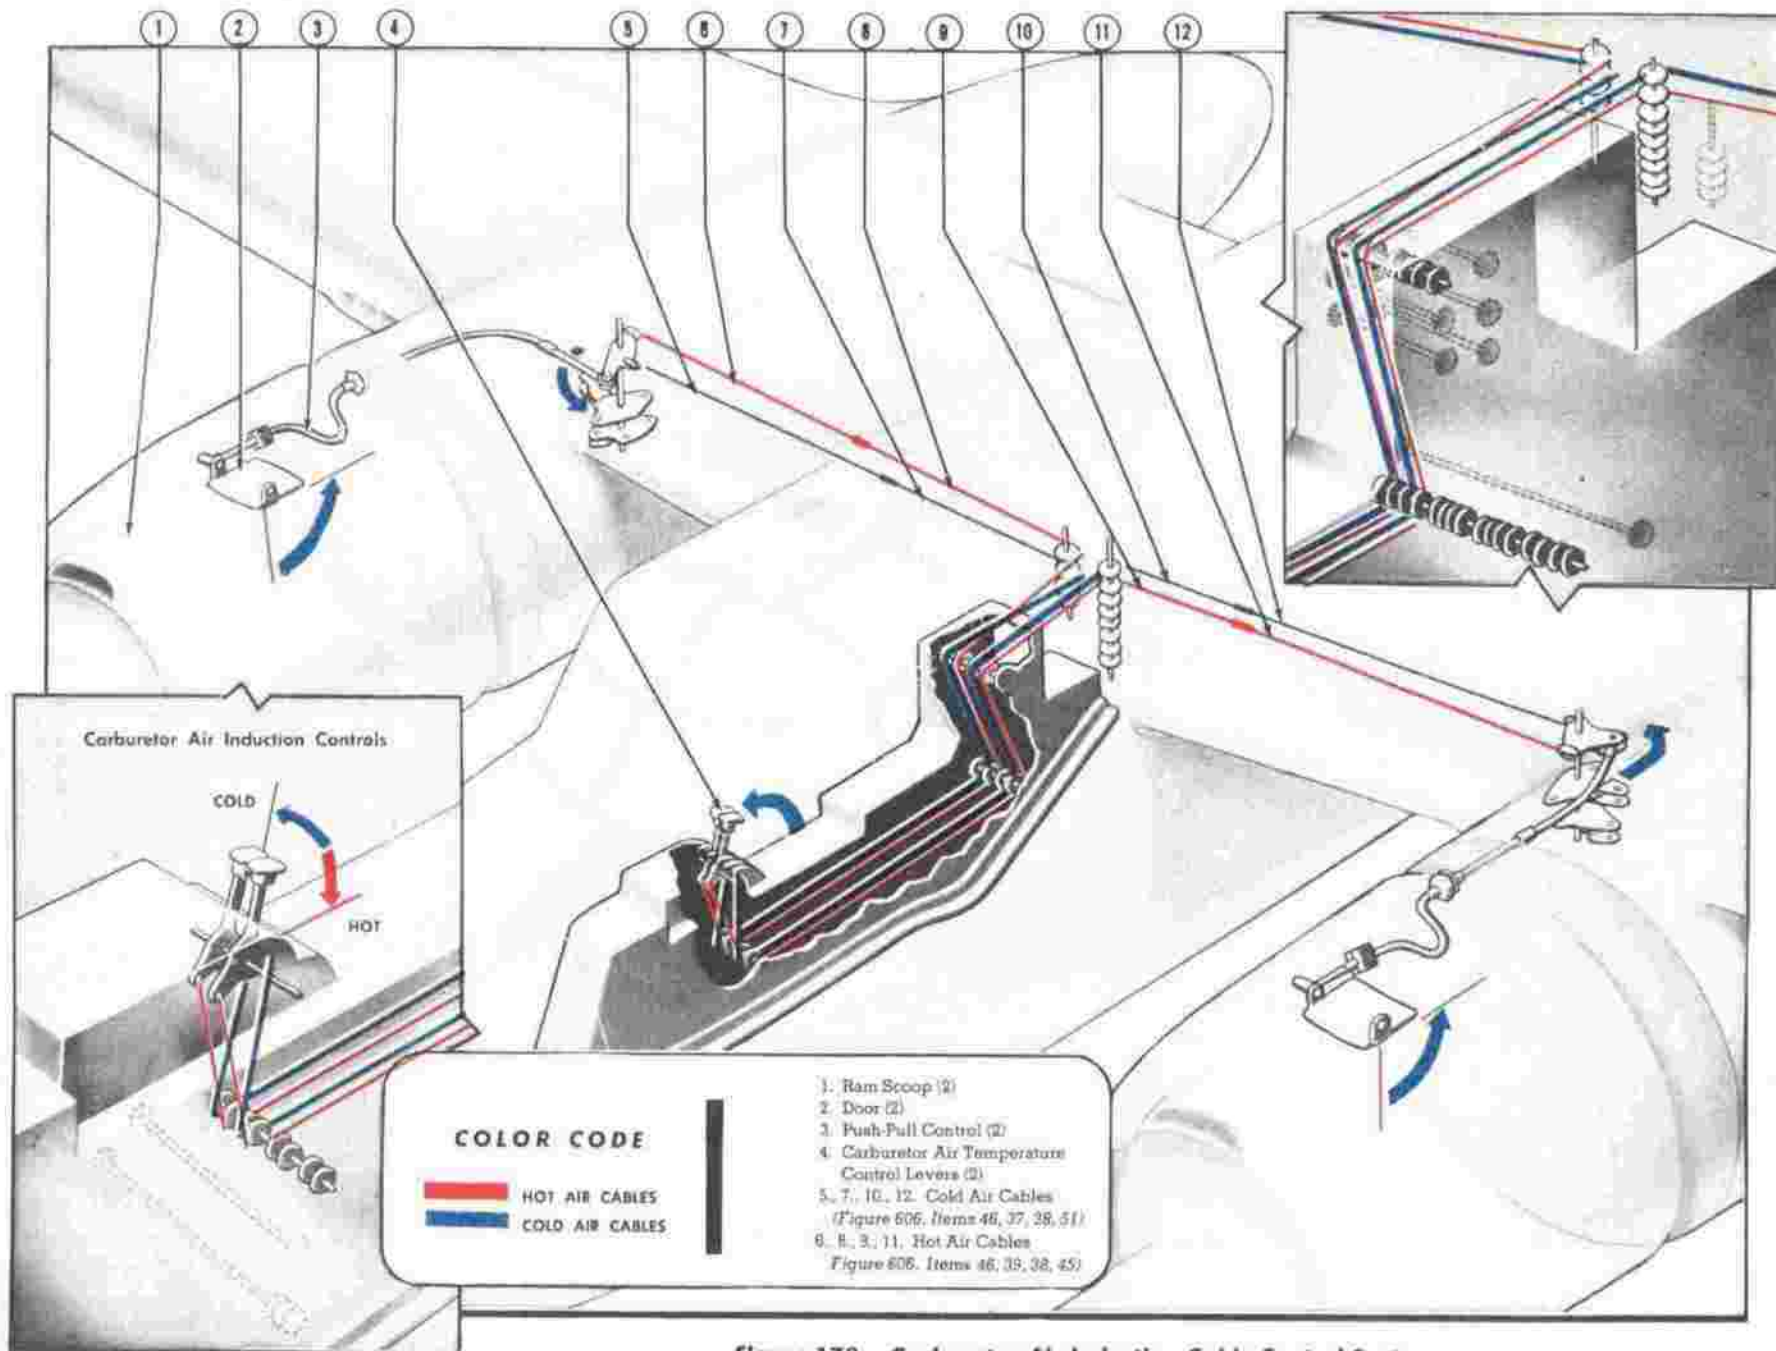 1 2 3 4 5 6 7 8 9 10 11 12
Carburetor Air Induction Controls
COLD
HOT
COLOR CODE
HOT AIR CABLES
COLD AIR CABLES
1. Ram Scoop (2)
2. Door (2)
3. Push-Pull Control (2)
4. Carburetor Air Temperature
Control Levers (2)
5., 7., 10., 12. Cold Air Cables
(Figure 606. Items 46, 37, 28, 51)
6., 8., 9., 11. Hot Air Cables
Figure 606. Items 46, 39, 38, 45)